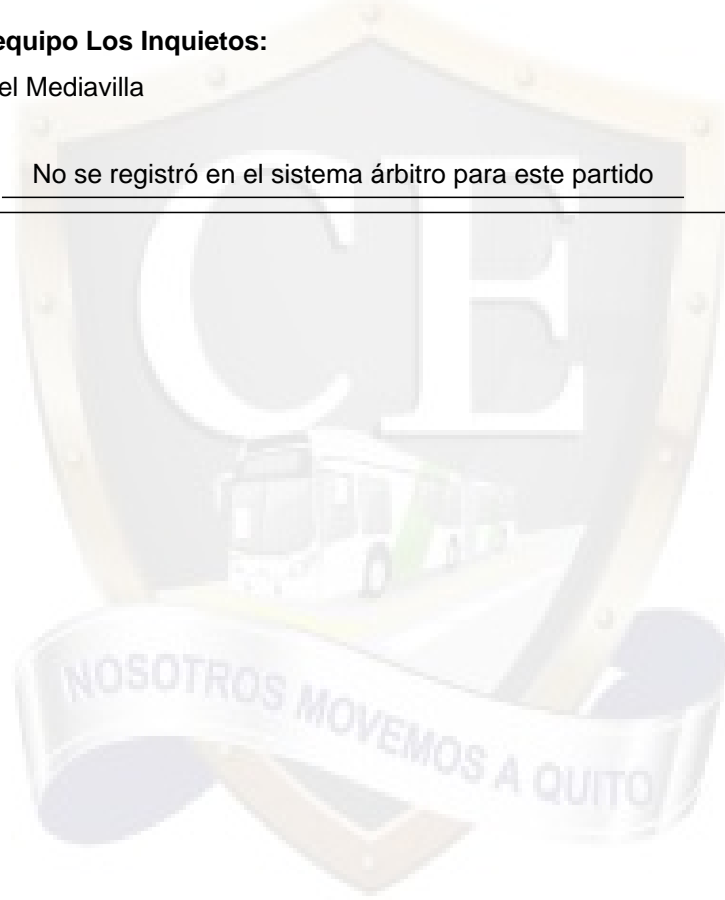 equipo Los Inquietos:
el Mediavilla
No se registró en el sistema árbitro para este partido
CE
NOSOTROS MOVEMOS A QUITO